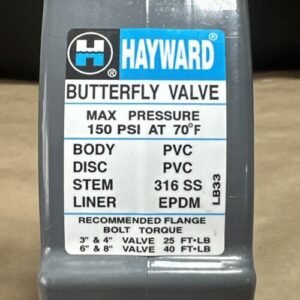 H ® HAYWARD®
BUTTERFLY VALVE
MAX PRESSURE
150 PSI AT 70°F
BODY PVC
DISC PVC
STEM 316 SS
LINER EPDM
LB33
RECOMMENDED FLANGE
BOLT TORQUE
3" & 4" VALVE 25 FT-LB
6" & 8" VALVE 40 FT-LB